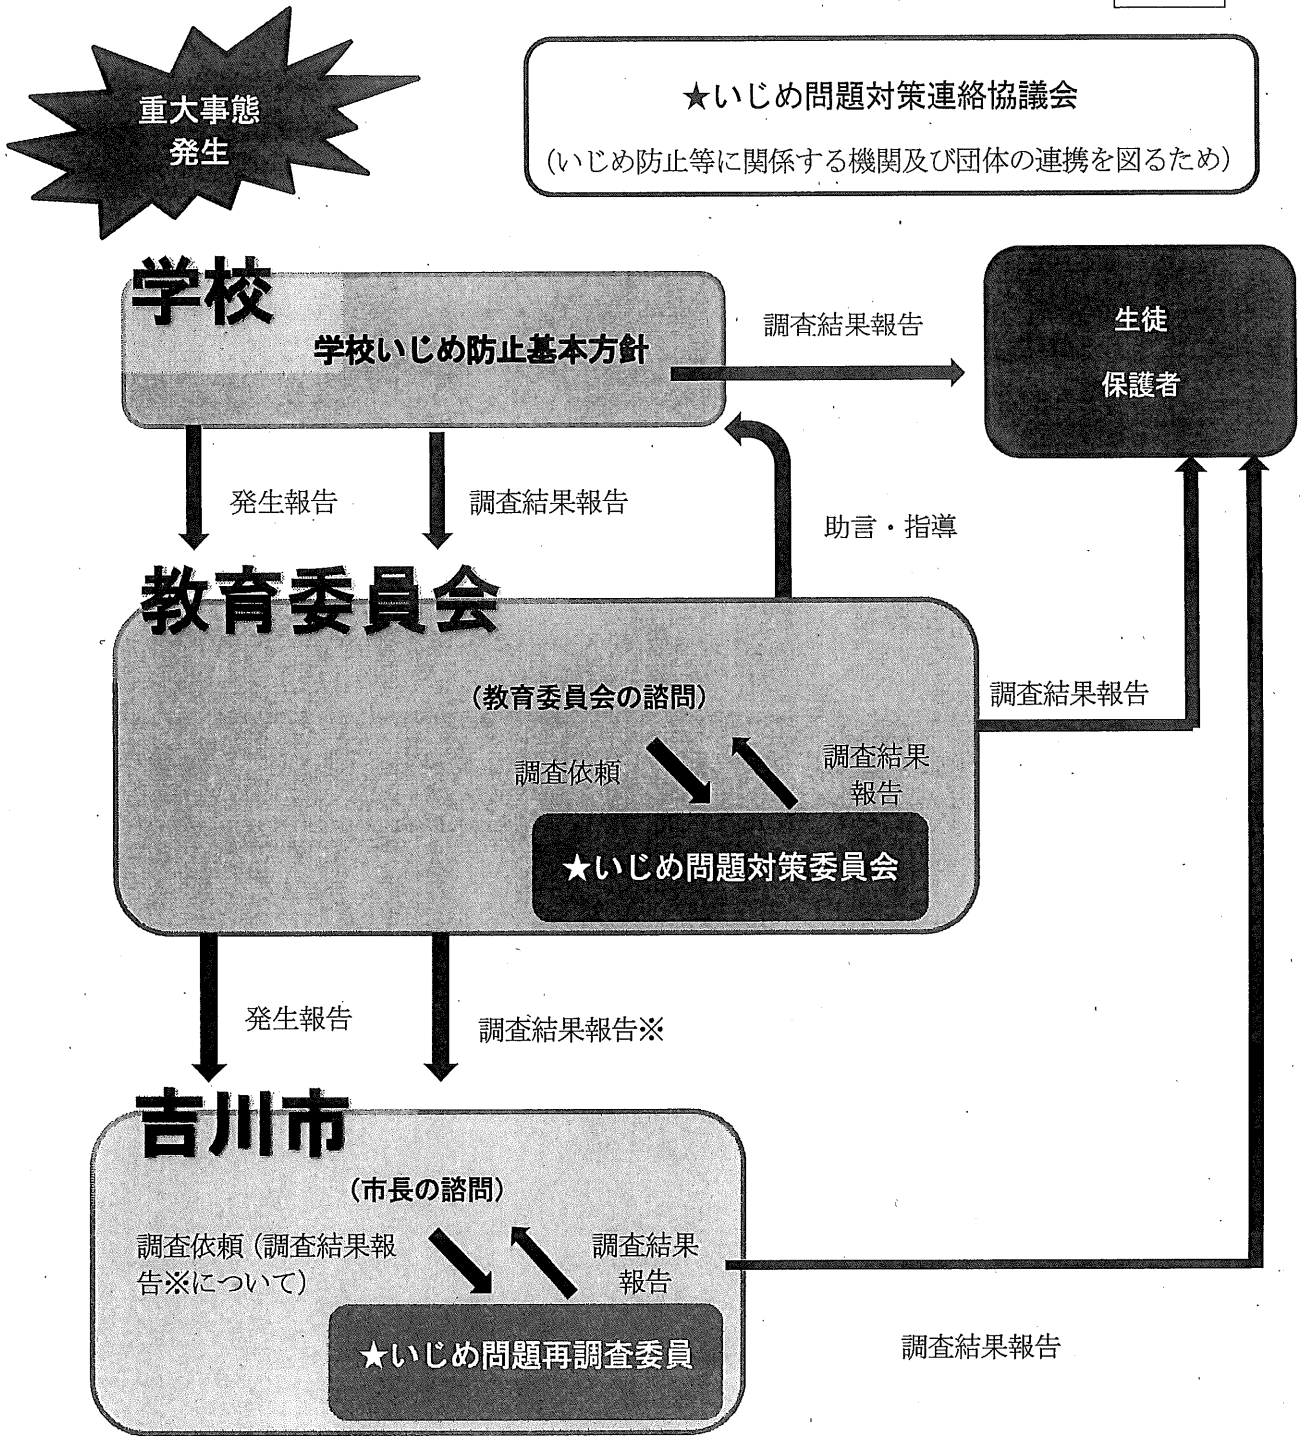 重大事態
発生
★いじめ問題対策連絡協議会
(いじめ防止等に関係する機関及び団体の連携を図るため)
学校
学校いじめ防止基本方針
調査結果報告
生徒
保護者
発生報告
調査結果報告
助言・指導
教育委員会
(教育委員会の諮問)
調査結果報告
調査依頼
調査結果
報告
★いじめ問題対策委員会
発生報告
調査結果報告※
吉川市
(市長の諮問)
調査依頼(調査結果報
告※について)
調査結果
報告
★いじめ問題再調査委員
調査結果報告